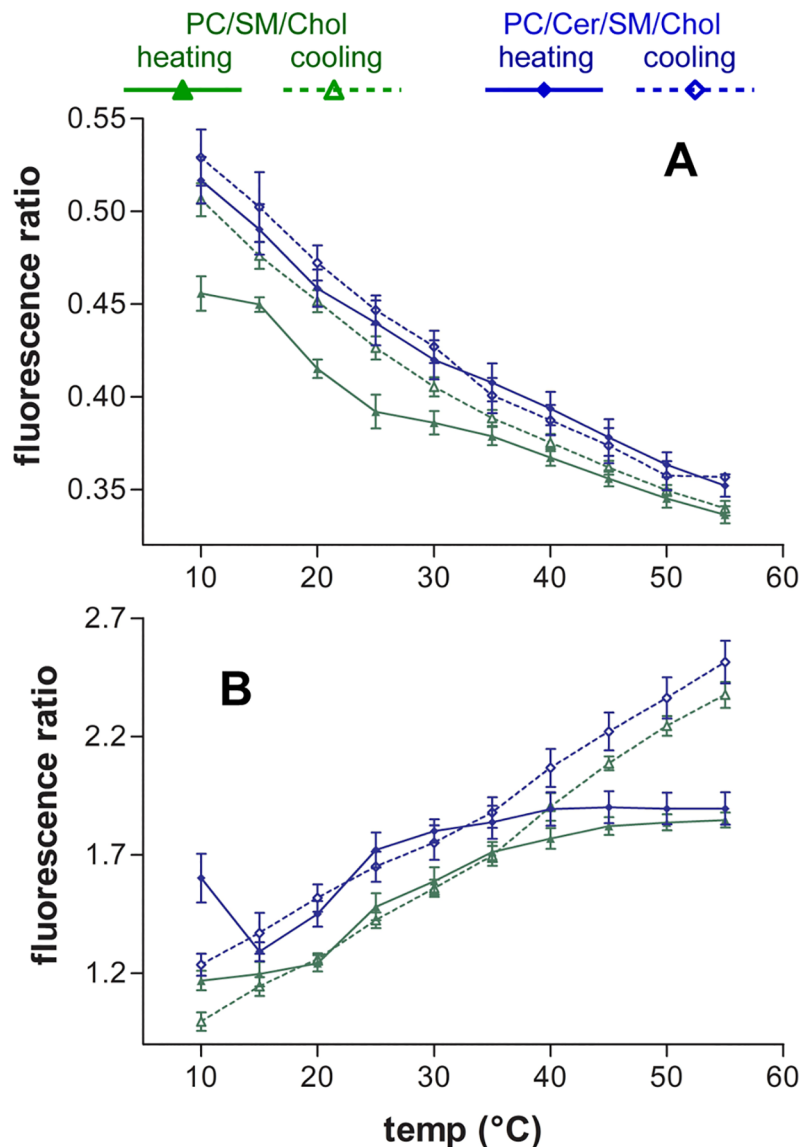 PC/SM/Chol PC/Cer/SM/Chol
heating cooling heating cooling
A
fluorescence ratio
0.55
0.50
0.45
0.40
0.35
10 20 30 40 50 60
B
fluorescence ratio
2.7
2.2
1.7
1.2
10 20 30 40 50 60
temp (°C)